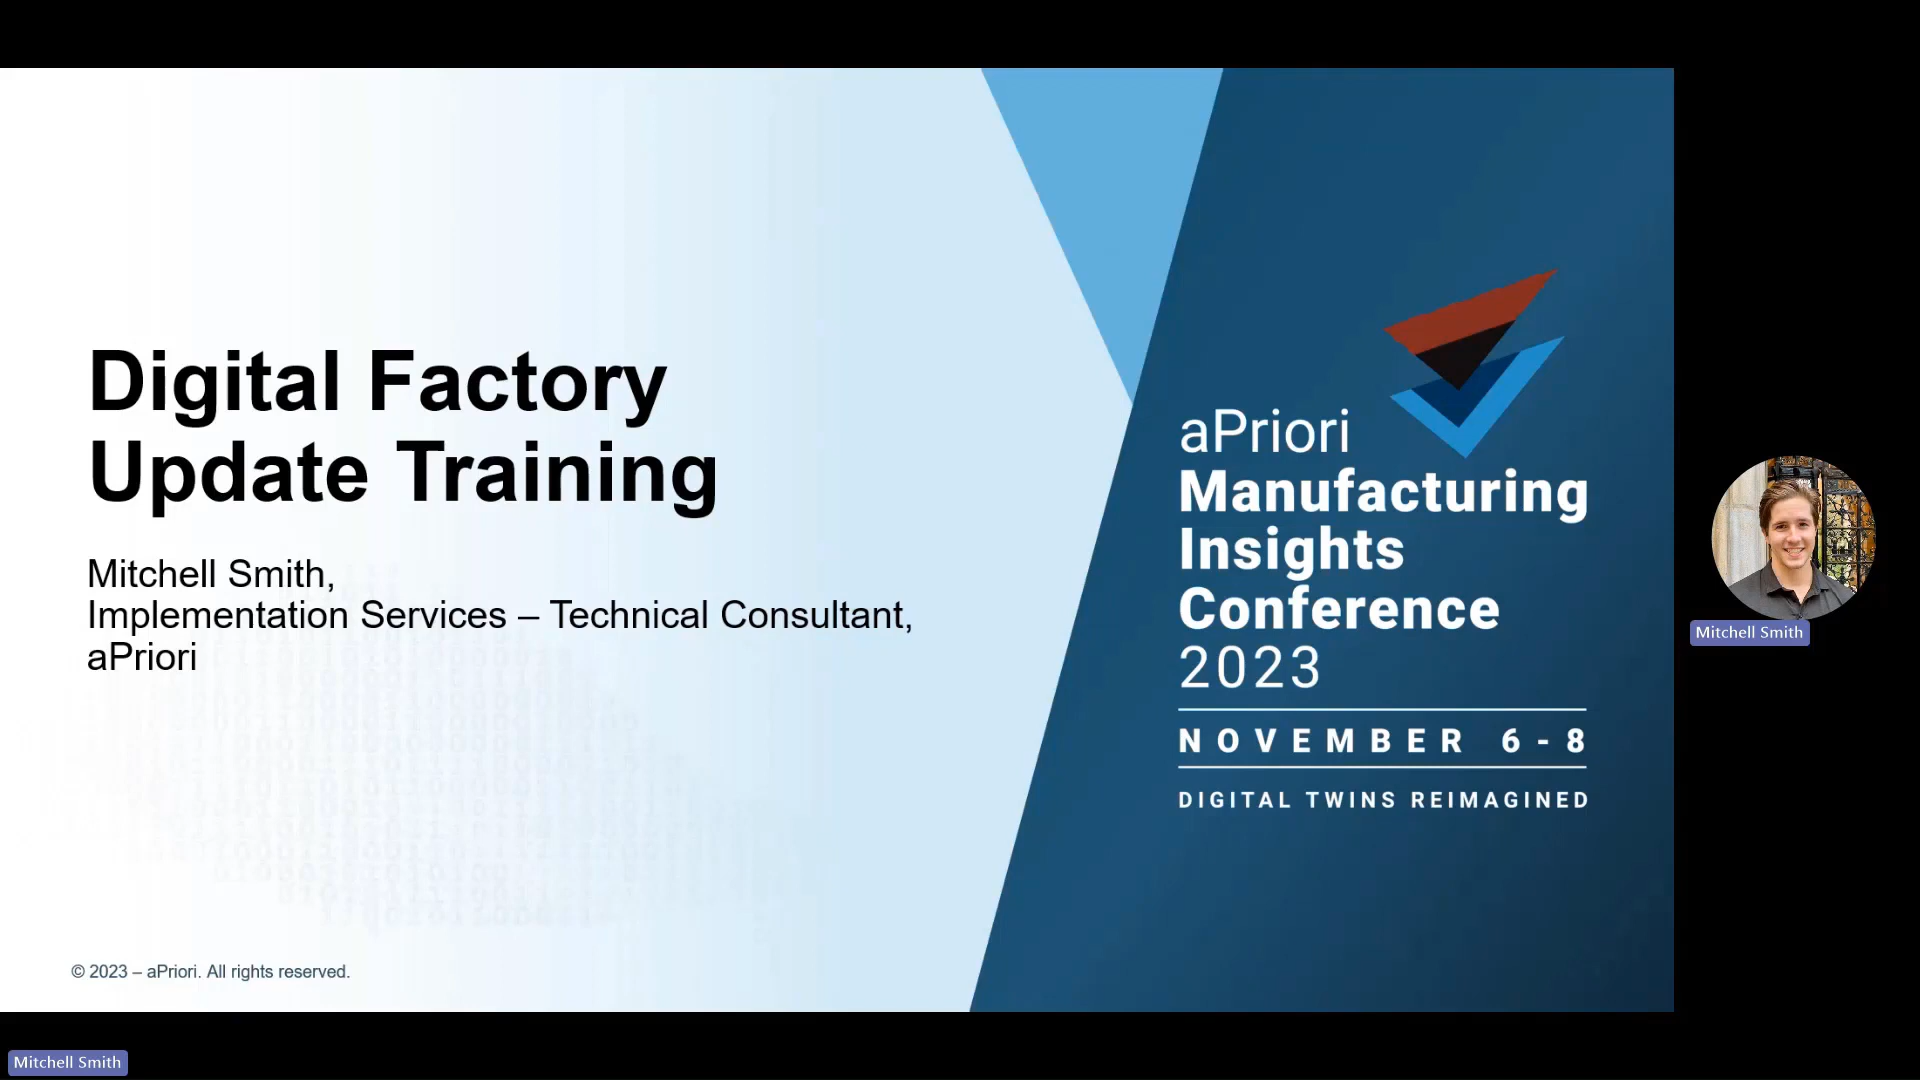 Digital Factory
Update Training
Mitchell Smith,
Implementation Services – Technical Consultant,
aPriori
© 2023 – aPriori. All rights reserved.
aPriori
Manufacturing
Insights
Conference
2023
NOVEMBER 6-8
DIGITAL TWINS REIMAGINED
Mitchell Smith
Mitchell Smith